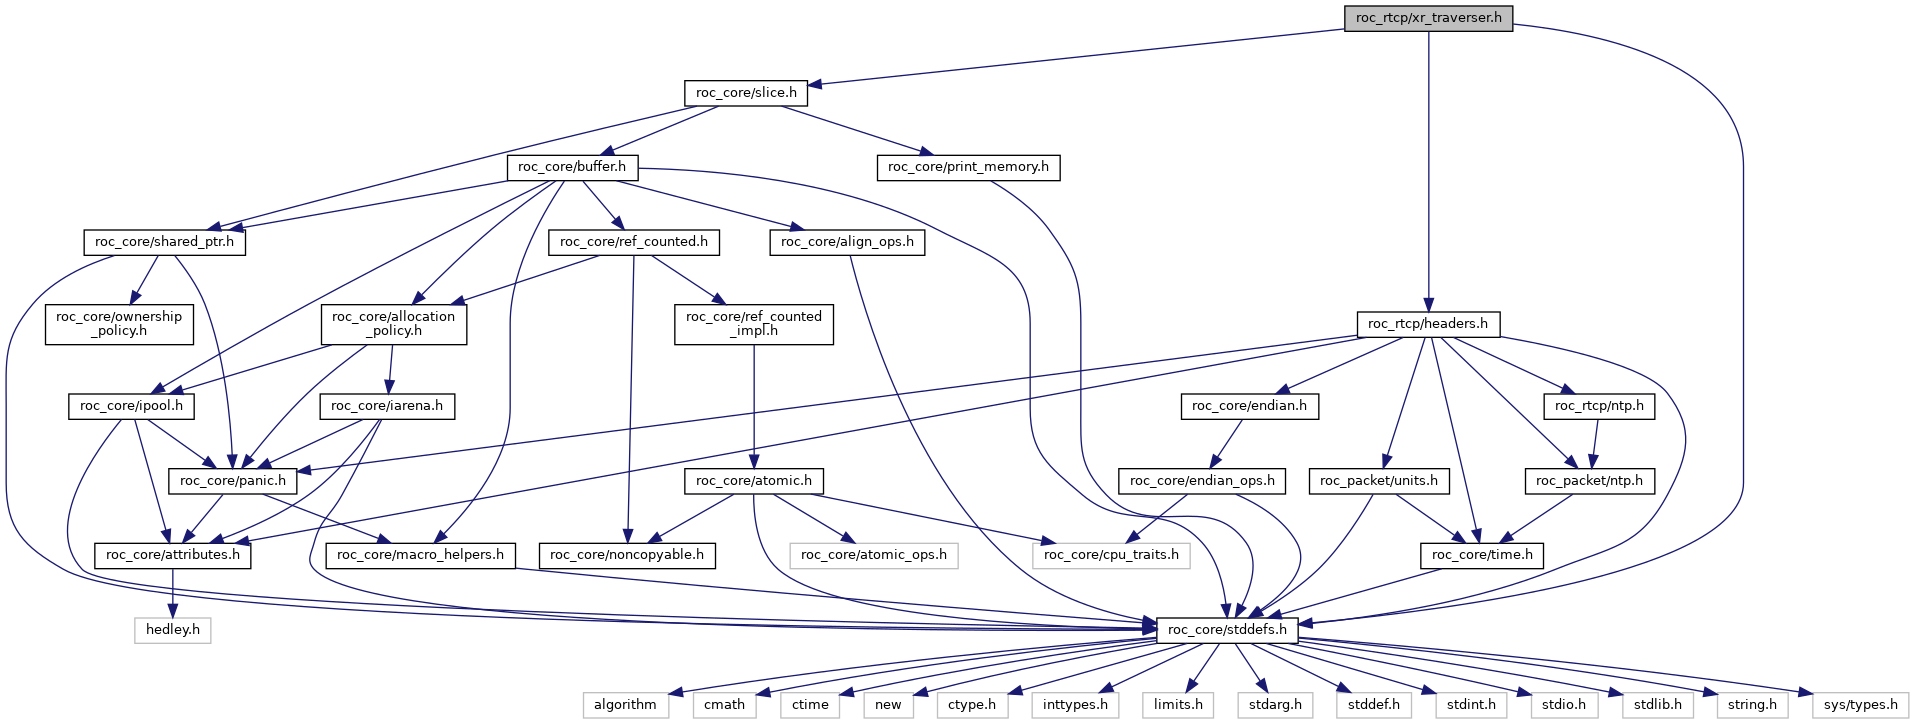 roc_rtcp/xr_traverser.h
roc_core/slice.h
roc_core/buffer.h
roc_core/print_memory.h
roc_core/shared_ptr.h
roc_core/ref_counted.h
roc_core/align_ops.h
roc_core/ownership
_policy.h
roc_core/allocation
_policy.h
roc_core/ref_counted
_impl.h
roc_rtcp/headers.h
roc_core/ipool.h
roc_core/iarena.h
roc_core/endian.h
roc_rtcp/ntp.h
roc_core/panic.h
roc_core/atomic.h
roc_core/endian_ops.h
roc_packet/units.h
roc_packet/ntp.h
roc_core/attributes.h
roc_core/macro_helpers.h
roc_core/noncopyable.h
roc_core/atomic_ops.h
roc_core/cpu_traits.h
roc_core/time.h
hedley.h
roc_core/stddefs.h
algorithm
cmath
ctime
new
ctype.h
inttypes.h
limits.h
stdarg.h
stddef.h
stdint.h
stdio.h
stdlib.h
string.h
sys/types.h